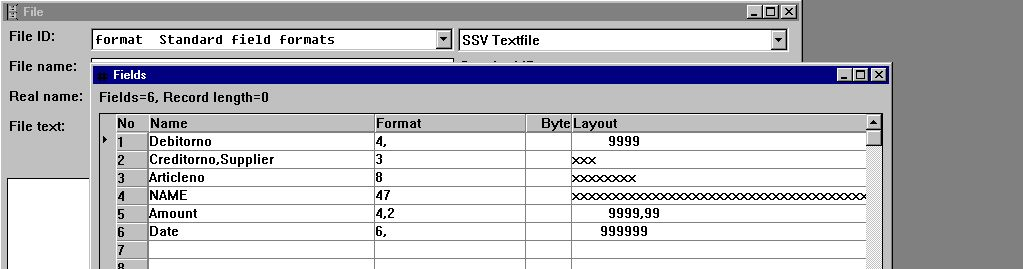 File
File ID: format Standard field formats SSV Textfile
File name:
Real name:
File text:
Fields
Fields=6, Record length=0
No Name Format Byte Layout
1 Debitorno 4, 9999
2 Creditorno,Supplier 3 xxx
3 Articleno 8 xxxxxxxx
4 NAME 47 xxxxxxxxxxxxxxxxxxxxxxxxxxxxxxxxxxxxx
5 Amount 4,2 9999,99
6 Date 6, 999999
7
8